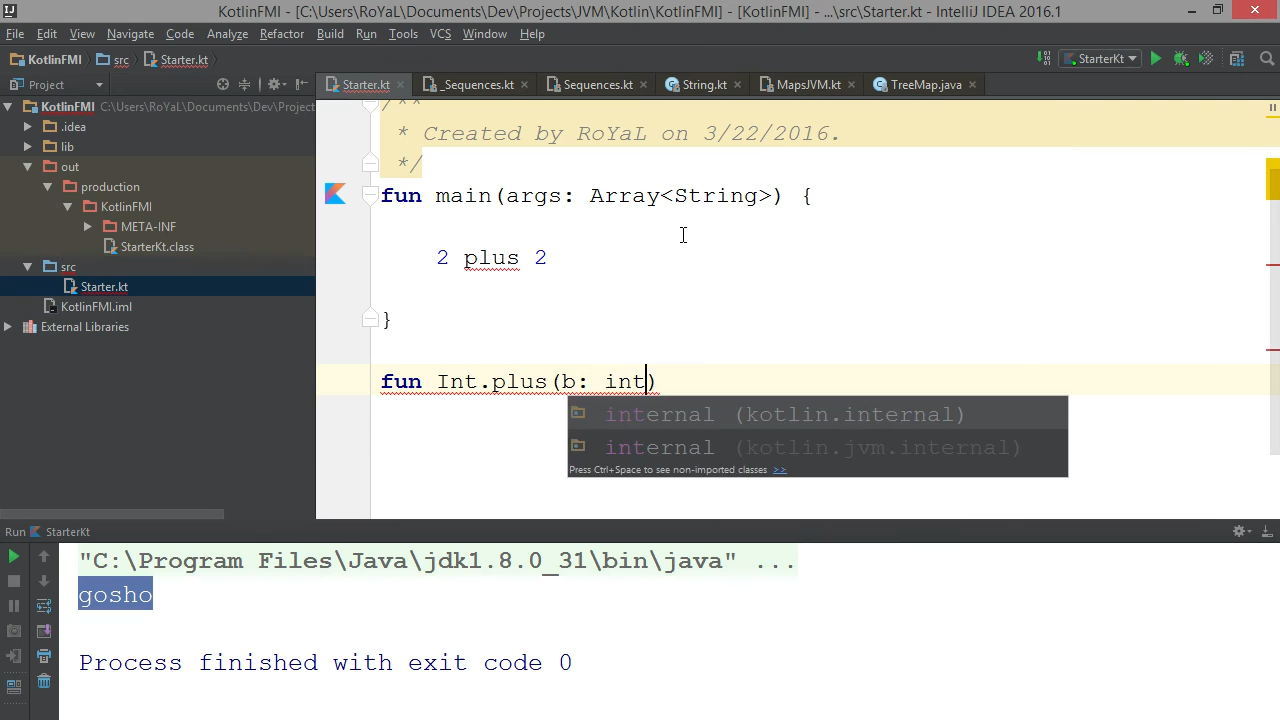 KotlinFMI - [C:\Users\RoYaL\Documents\Dev\Projects\JVM\Kotlin\KotlinFMI] - [KotlinFMI] - ...\src\Starter.kt - IntelliJ IDEA 2016.1
File Edit View Navigate Code Analyze Refactor Build Run Tools VCS Window Help
KotlinFMI src Starter.kt StarterKt
Project Starter.kt _Sequences.kt Sequences.kt String.kt MapsJVM.kt TreeMap.java
KotlinFMI C:\Users\RoYaL\Documents\Dev\Project
.idea
lib
out
production
KotlinFMI
META-INF
StarterKt.class
src
Starter.kt
KotlinFMI.iml
External Libraries
/**
* Created by RoYaL on 3/22/2016.
*/
fun main(args: Array<String>) {
2 plus 2
}
fun Int.plus(b: int)
internal (kotlin.internal)
internal (kotlin.jvm.internal)
Press Ctrl+Space to see non-imported classes >>
Run StarterKt
"C:\Program Files\Java\jdk1.8.0_31\bin\java" ...
gosho
Process finished with exit code 0